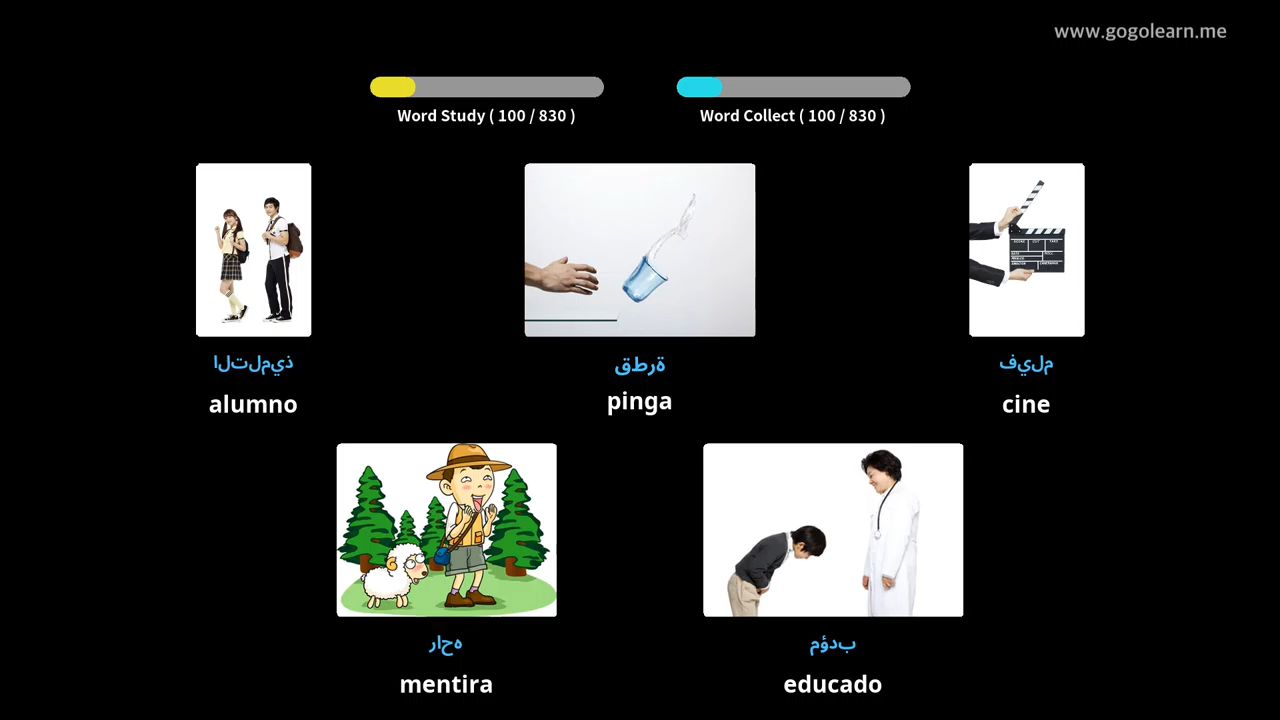 www.gogolearn.me
Word Study ( 100 / 830 )
Word Collect ( 100 / 830 )
التلميذ
alumno
قطرة
pinga
فيلم
cine
راحه
mentira
مؤدب
educado